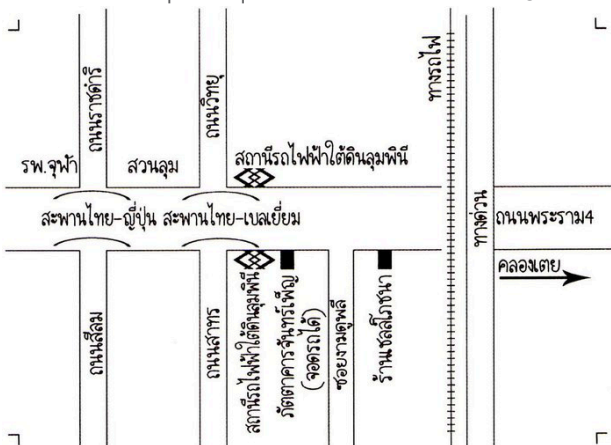 ถนนราชดำริ
ถนนวิทยุ
ทางรถไฟ
รพ.จุฬา
สวนลุม
สถานีรถไฟฟ้าใต้ดินลุมพินี
สะพานไทย-ญี่ปุ่น
สะพานไทย-เบลเยี่ยม
ทางด่วน
ถนนพระราม4
คลองเตย
ถนนสีลม
ถนนสาทร
สถานีรถไฟฟ้าใต้ดินลุมพินี
ภัตตาคารจันทร์เพ็ญ
(จอดรถได้)
ซอยงามดูพลี
ร้านเชลล์โภชนา